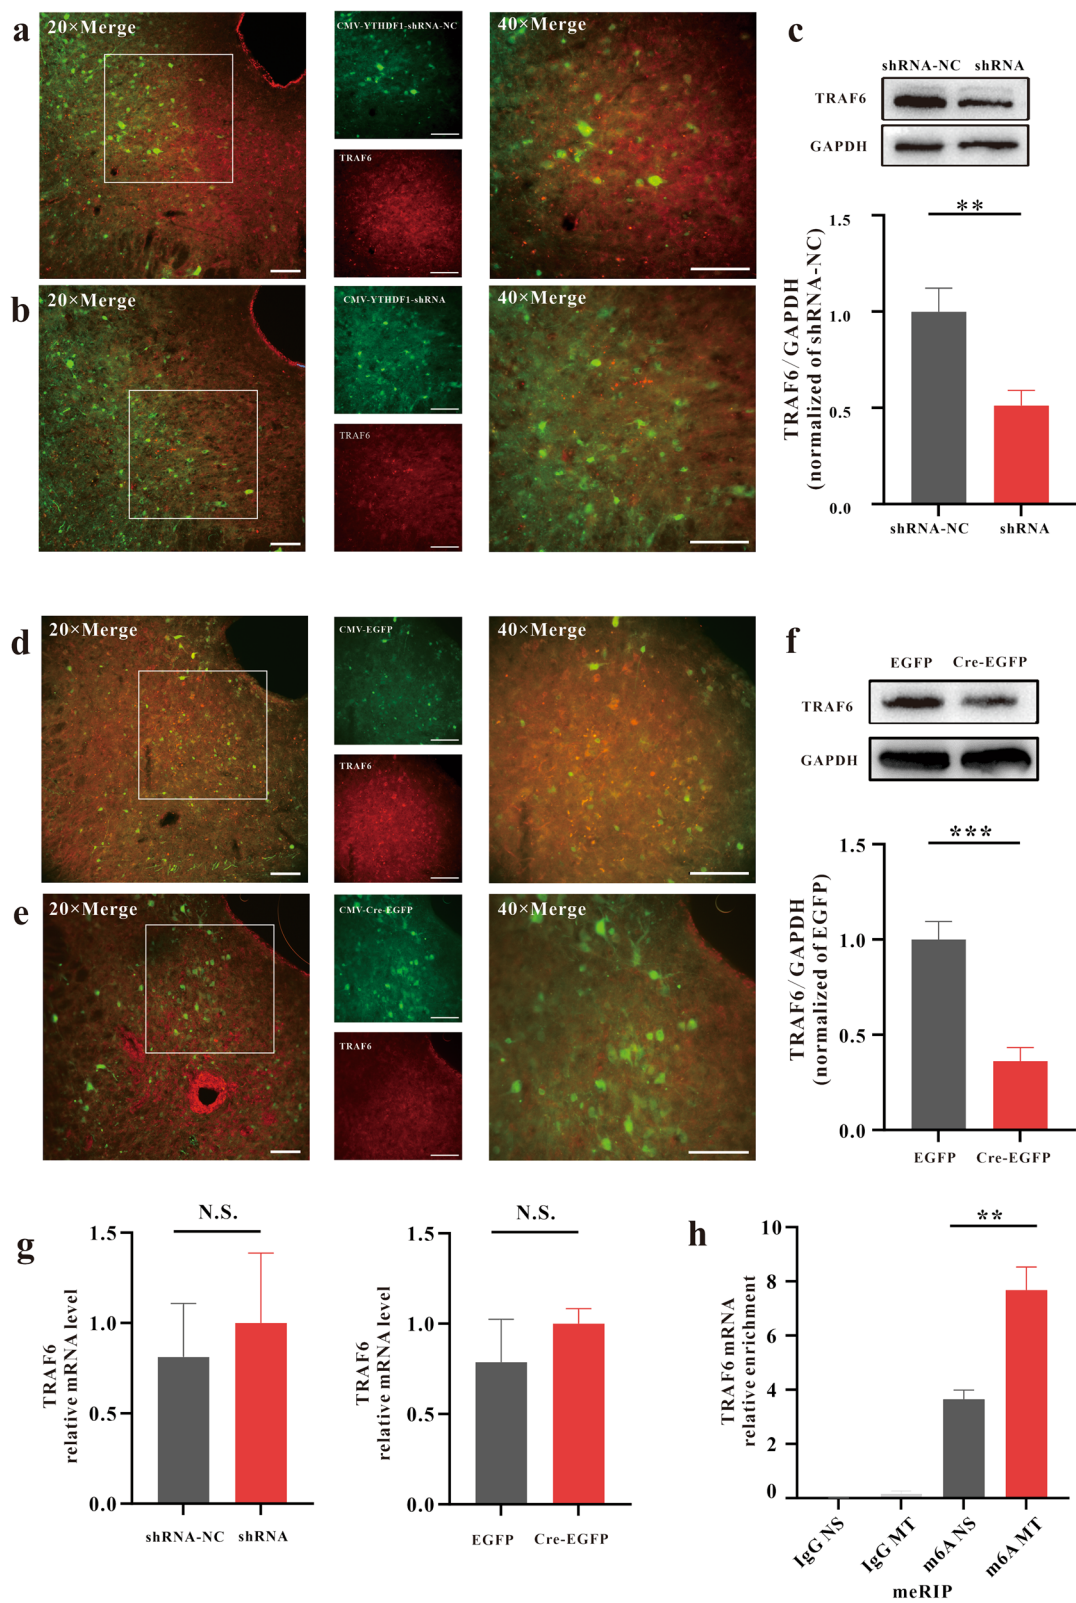 a
20×Merge
CMV-YTHDF1-shRNA-NC
TRAF6
40×Merge
b
20×Merge
CMV-YTHDF1-shRNA
TRAF6
40×Merge
c
shRNA-NC shRNA
TRAF6
GAPDH
**
TRAF6/GAPDH
(normalized of shRNA-NC)
1.5
1.0
0.5
0.0
shRNA-NC shRNA
d
20×Merge
CMV-EGFP
TRAF6
40×Merge
e
20×Merge
CMV-Cre-EGFP
TRAF6
40×Merge
f
EGFP Cre-EGFP
TRAF6
GAPDH
***
TRAF6/GAPDH
(normalized of EGFP)
1.5
1.0
0.5
0.0
EGFP Cre-EGFP
g
N.S.
TRAF6
relative mRNA level
1.5
1.0
0.5
0.0
shRNA-NC shRNA
N.S.
TRAF6
relative mRNA level
1.5
1.0
0.5
0.0
EGFP Cre-EGFP
h
**
TRAF6 mRNA
relative enrichment
10
8
6
4
2
0
IgG NS
IgG MT
m6A NS
m6A MT
meRIP